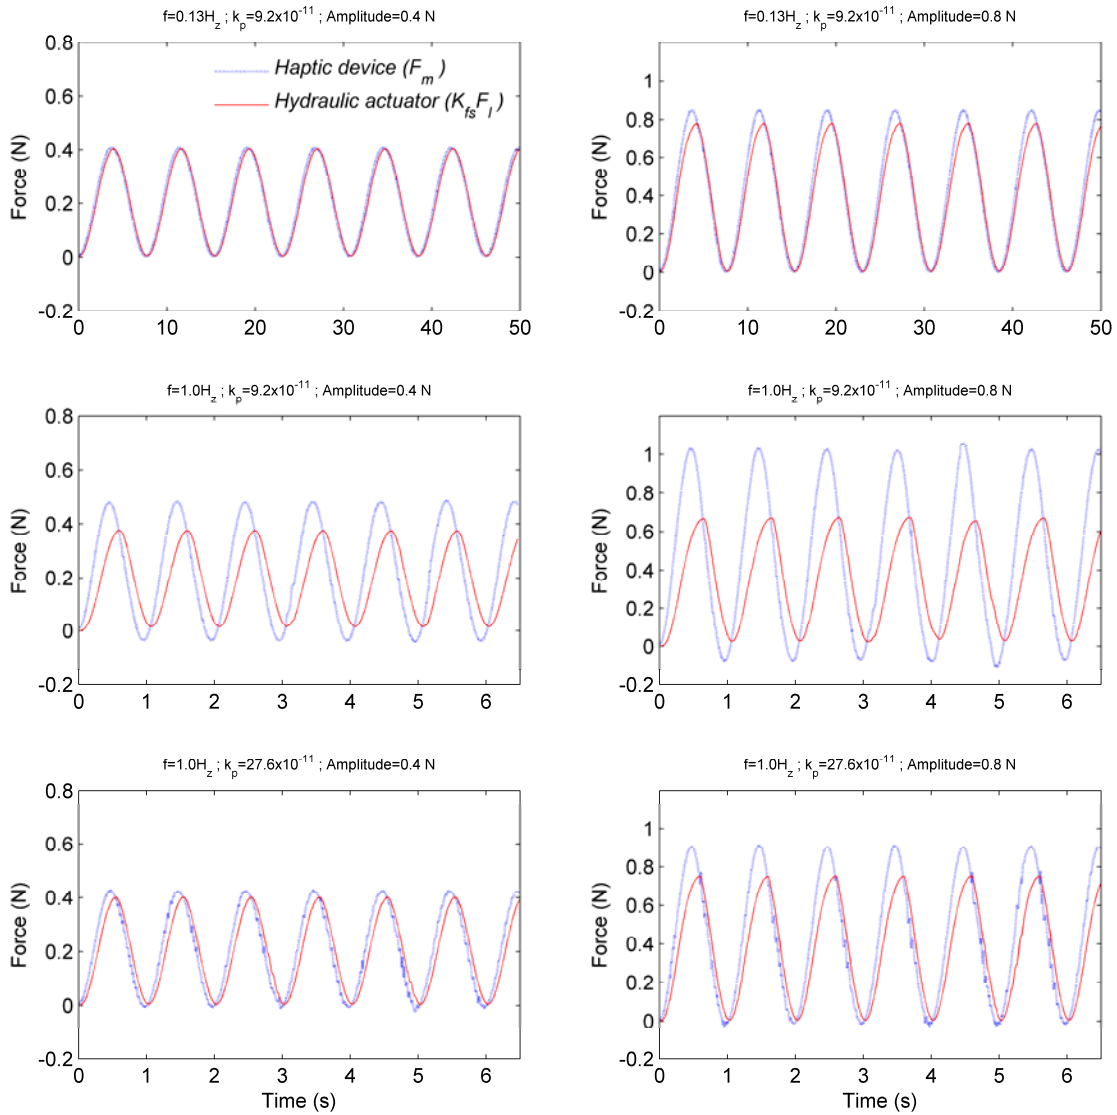 f=0.13Hz ; kp=9.2x10-11 ; Amplitude=0.4 N
0.8
0.6
0.4
0.2
0
-0.2
Force (N)
Haptic device (Fm )
Hydraulic actuator (KfsFl )
0 10 20 30 40 50
f=0.13Hz ; kp=9.2x10-11 ; Amplitude=0.8 N
1
0.8
0.6
0.4
0.2
0
-0.2
Force (N)
0 10 20 30 40 50
f=1.0Hz ; kp=9.2x10-11 ; Amplitude=0.4 N
0.8
0.6
0.4
0.2
0
-0.2
Force (N)
0 1 2 3 4 5 6
f=1.0Hz ; kp=9.2x10-11 ; Amplitude=0.8 N
1
0.8
0.6
0.4
0.2
0
-0.2
Force (N)
0 1 2 3 4 5 6
f=1.0Hz ; kp=27.6x10-11 ; Amplitude=0.4 N
0.8
0.6
0.4
0.2
0
-0.2
Force (N)
0 1 2 3 4 5 6
Time (s)
f=1.0Hz ; kp=27.6x10-11 ; Amplitude=0.8 N
1
0.8
0.6
0.4
0.2
0
-0.2
Force (N)
0 1 2 3 4 5 6
Time (s)